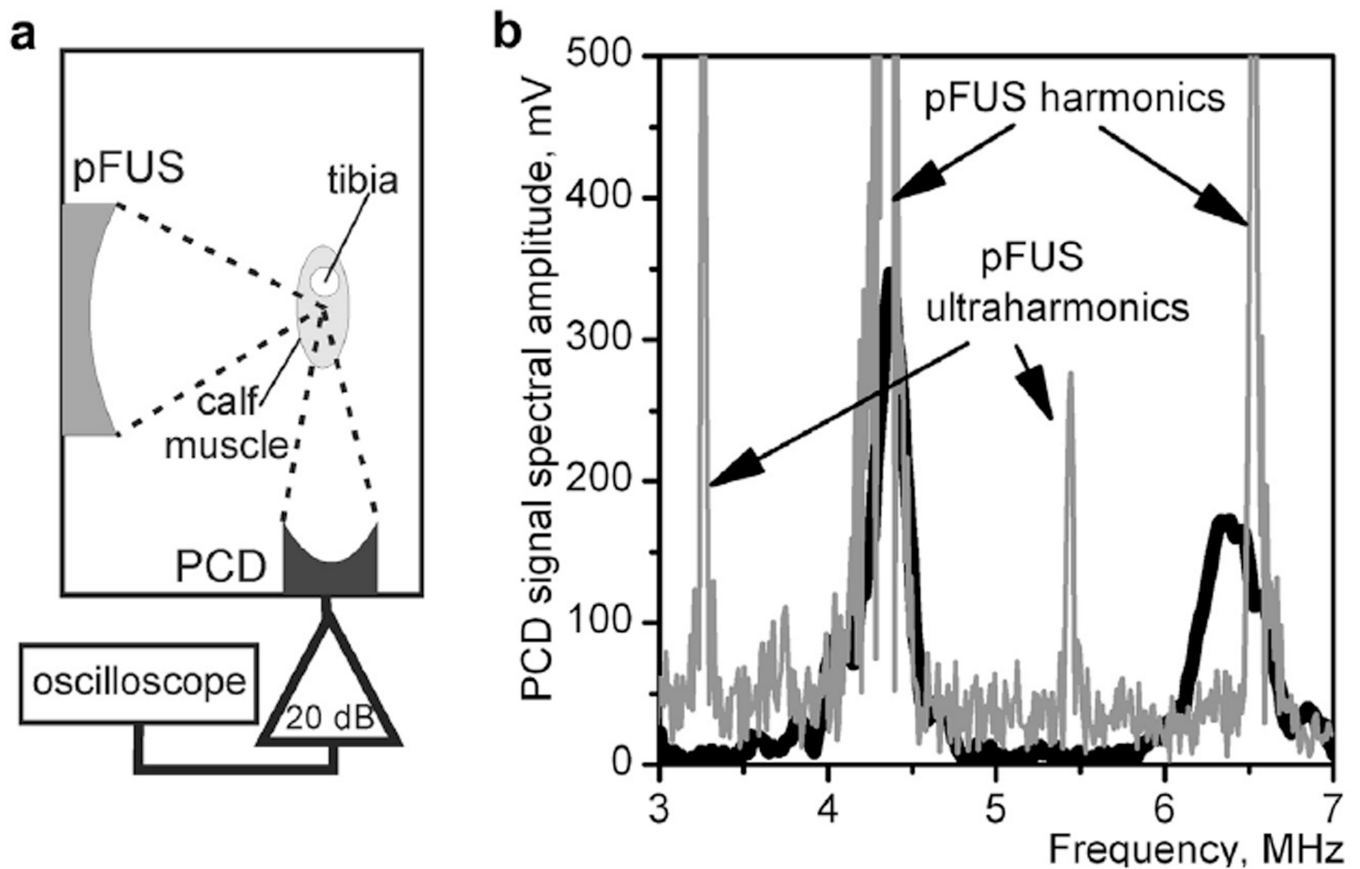 a
pFUS
tibia
calf
muscle
PCD
oscilloscope
20 dB
b
PCD signal spectral amplitude, mV
500
400
300
200
100
0
pFUS harmonics
pFUS
ultraharmonics
3 4 5 6 7
Frequency, MHz